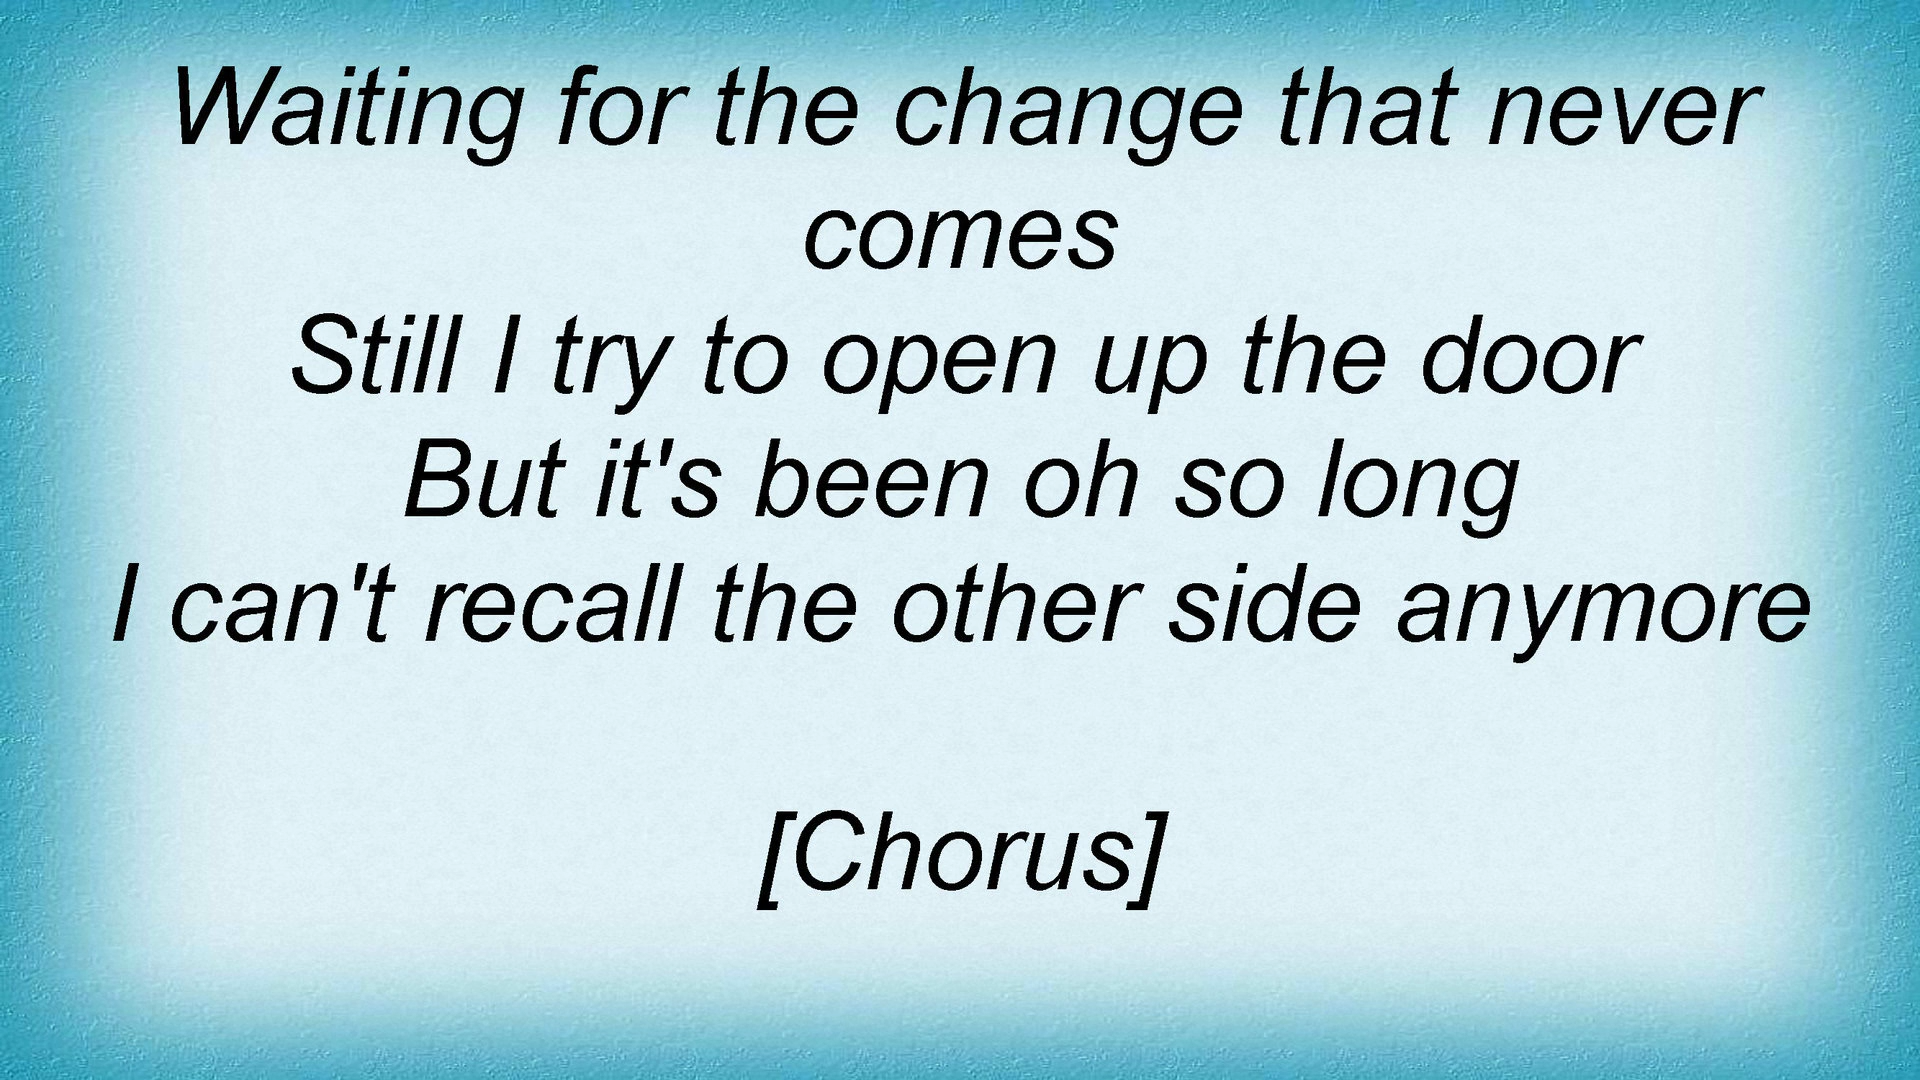 Waiting for the change that never
comes
Still I try to open up the door
But it's been oh so long
I can't recall the other side anymore
[Chorus]